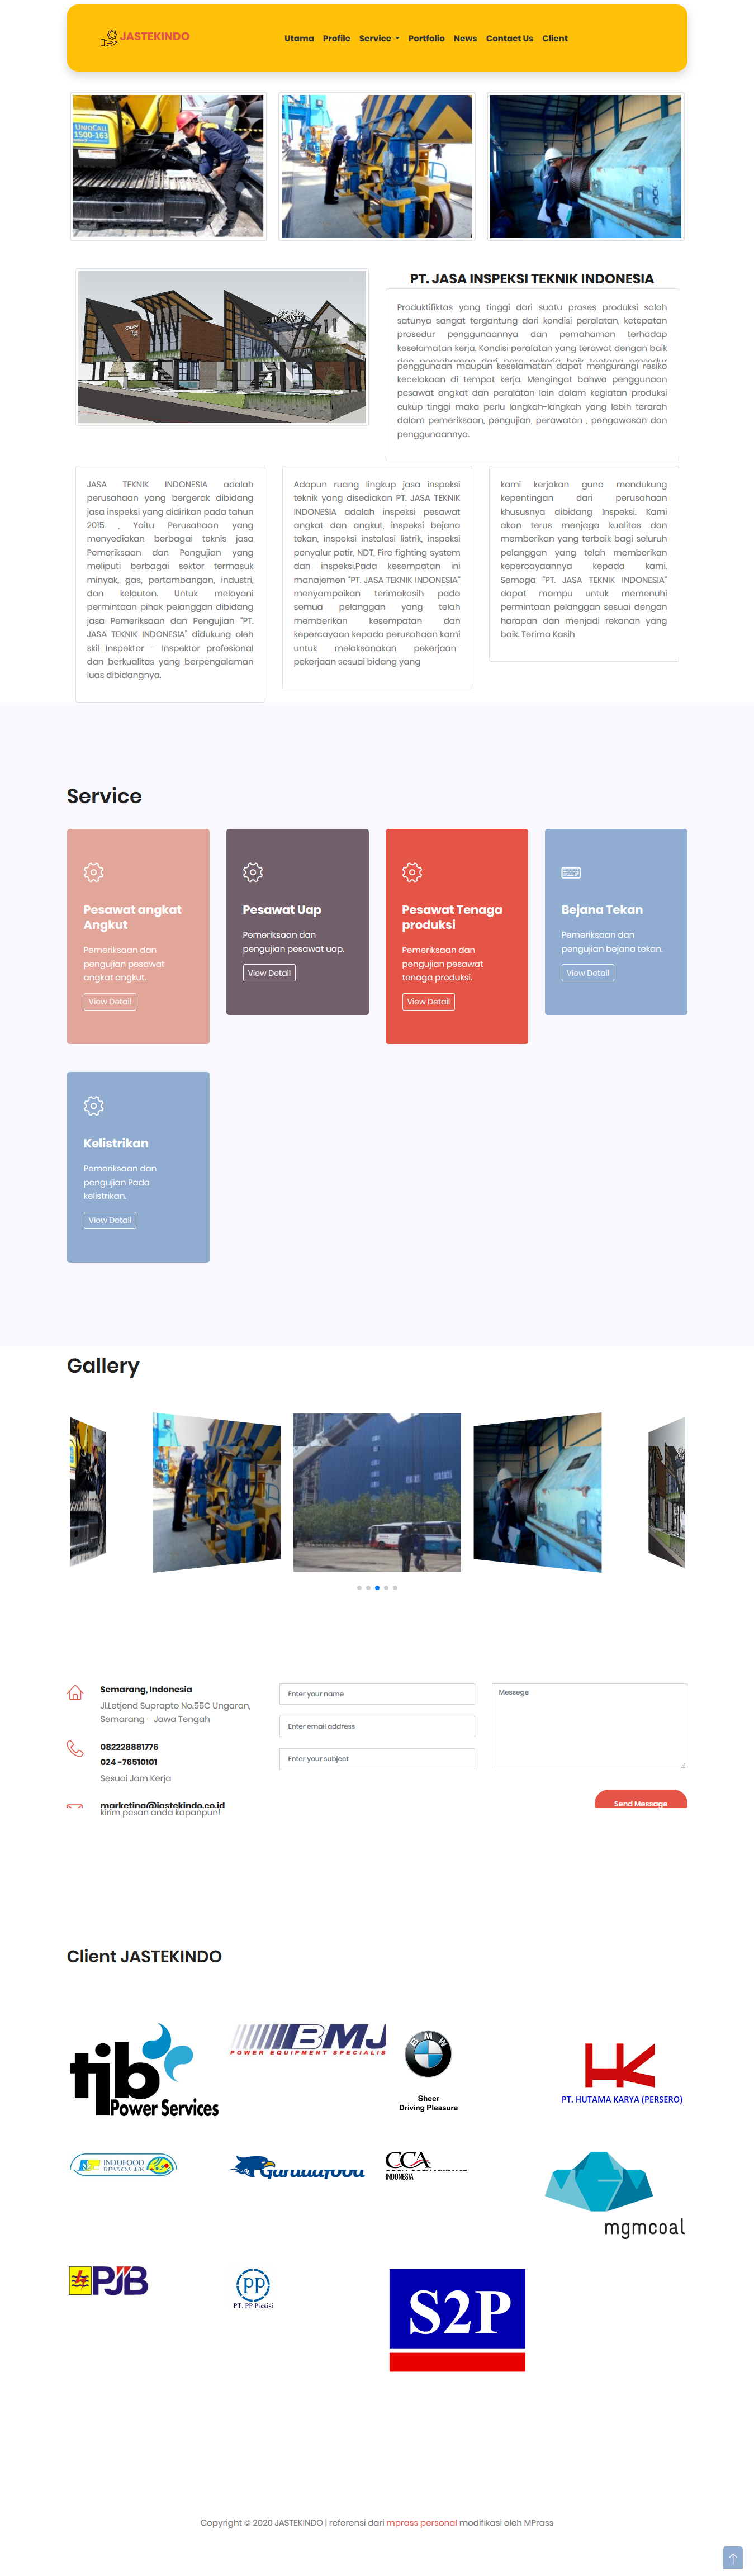 JASTEKINDO
Utama Profile Service Portfolio News Contact Us Client
UNIQCALL
1500-163
PT. JASA INSPEKSI TEKNIK INDONESIA
Produktifiktas yang tinggi dari suatu proses produksi salah
satunya sangat tergantung dari kondisi peralatan, ketepatan
prosedur penggunaannya dan pemahaman terhadap
keselamatan kerja. Kondisi peralatan yang terawat dengan baik
dan pemahaman dari para pekerja baik tentang prosedur
penggunaan maupun keselamatan dapat mengurangi resiko
kecelakaan di tempat kerja. Mengingat bahwa penggunaan
pesawat angkat dan peralatan lain dalam kegiatan produksi
cukup tinggi maka perlu langkah-langkah yang lebih terarah
dalam pemeriksaan, pengujian, perawatan , pengawasan dan
penggunaannya.
JASA TEKNIK INDONESIA adalah
perusahaan yang bergerak dibidang
jasa inspeksi yang didirikan pada tahun
2015 , Yaitu Perusahaan yang
menyediakan berbagai teknis jasa
Pemeriksaan dan Pengujian yang
meliputi berbagai sektor termasuk
minyak, gas, pertambangan, industri,
dan kelautan. Untuk melayani
permintaan pihak pelanggan dibidang
jasa Pemeriksaan dan Pengujian "PT.
JASA TEKNIK INDONESIA" didukung oleh
skil Inspektor – Inspektor profesional
dan berkualitas yang berpengalaman
luas dibidangnya.
Adapun ruang lingkup jasa inspeksi
teknik yang disediakan PT. JASA TEKNIK
INDONESIA adalah inspeksi pesawat
angkat dan angkut, inspeksi bejana
tekan, inspeksi instalasi listrik, inspeksi
penyalur petir, NDT, Fire fighting system
dan inspeksi.Pada kesempatan ini
manajemen "PT. JASA TEKNIK INDONESIA"
menyampaikan terimakasih pada
semua pelanggan yang telah
memberikan kesempatan dan
kepercayaan kepada perusahaan kami
untuk melaksanakan pekerjaan-
pekerjaan sesuai bidang yang
kami kerjakan guna mendukung
kepentingan dari perusahaan
khususnya dibidang Inspeksi. Kami
akan terus menjaga kualitas dan
memberikan yang terbaik bagi seluruh
pelanggan yang telah memberikan
kepercayaannya kepada kami.
Semoga "PT. JASA TEKNIK INDONESIA"
dapat mampu untuk memenuhi
permintaan pelanggan sesuai dengan
harapan dan menjadi rekanan yang
baik. Terima Kasih
Service
Pesawat angkat
Angkut
Pemeriksaan dan
pengujian pesawat
angkat angkut.
View Detail
Pesawat Uap
Pemeriksaan dan
pengujian pesawat uap.
View Detail
Pesawat Tenaga
produksi
Pemeriksaan dan
pengujian pesawat
tenaga produksi.
View Detail
Bejana Tekan
Pemeriksaan dan
pengujian bejana tekan.
View Detail
Kelistrikan
Pemeriksaan dan
pengujian Pada
kelistrikan.
View Detail
Gallery
Semarang, Indonesia
Jl.Letjend Suprapto No.55C Ungaran,
Semarang – Jawa Tengah
082228881776
024 -76510101
Sesuai Jam Kerja
marketing@jastekindo.co.id
kirim pesan anda kapanpun!
Enter your name
Enter email address
Enter your subject
Messege
Send Message
Client JASTEKINDO
tjb
Power Services
BMJ
POWER EQUIPMENT SPECIALIS
BMW
Sheer
Driving Pleasure
HK
PT. HUTAMA KARYA (PERSERO)
INDOFOOD
Garudafood
CCA
INDONESIA
mgmcoal
PJB
pp
PT. PP Presisi
S2P
Copyright © 2020 JASTEKINDO | referensi dari mprass personal modifikasi oleh MPrass